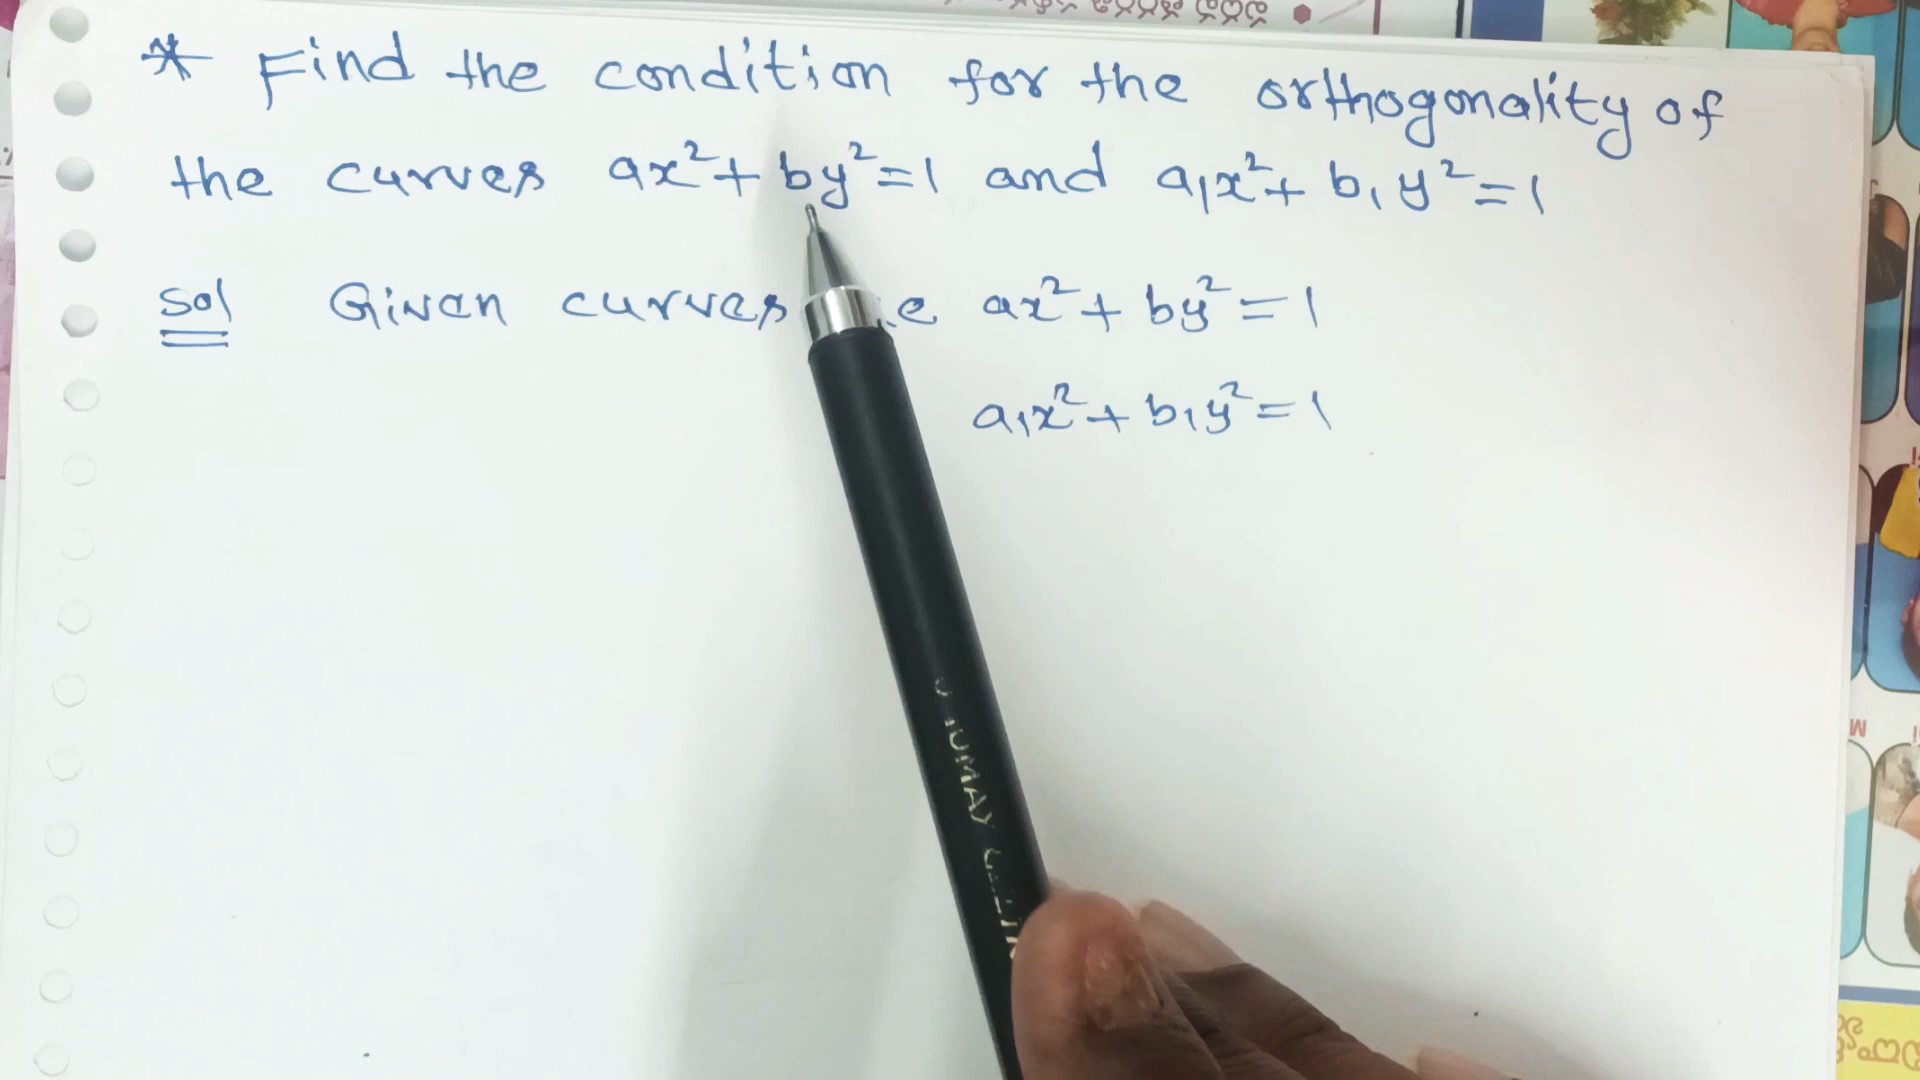 * Find the condition for the orthogonality of
the curves ax²+ by²=1 and a₁x²+ b₁y²=1
Sol Given curves ax²+ by²=1
a₁x²+ b₁y²=1